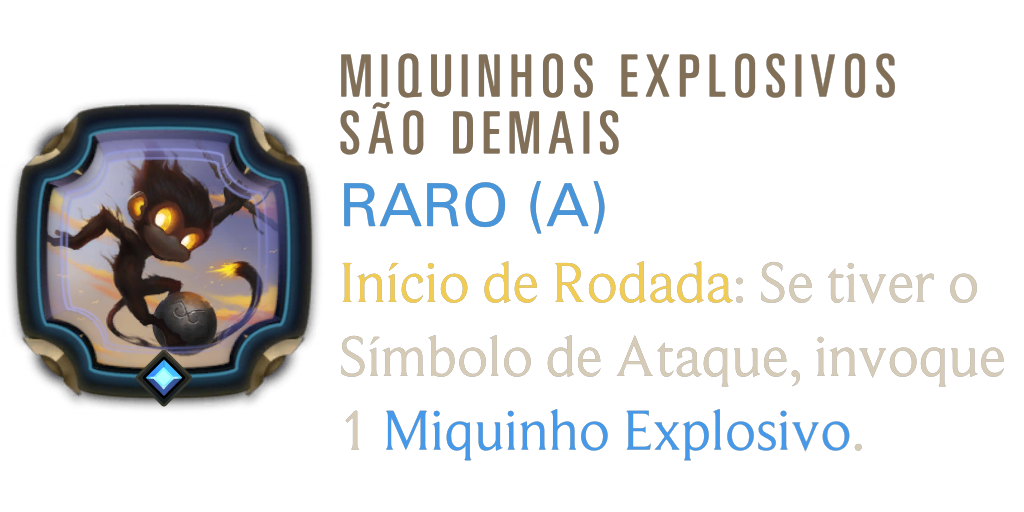 MIQUINHOS EXPLOSIVOS
SÃO DEMAIS
RARO (A)
Início de Rodada: Se tiver o
Símbolo de Ataque, invoque
1 Miquinho Explosivo.